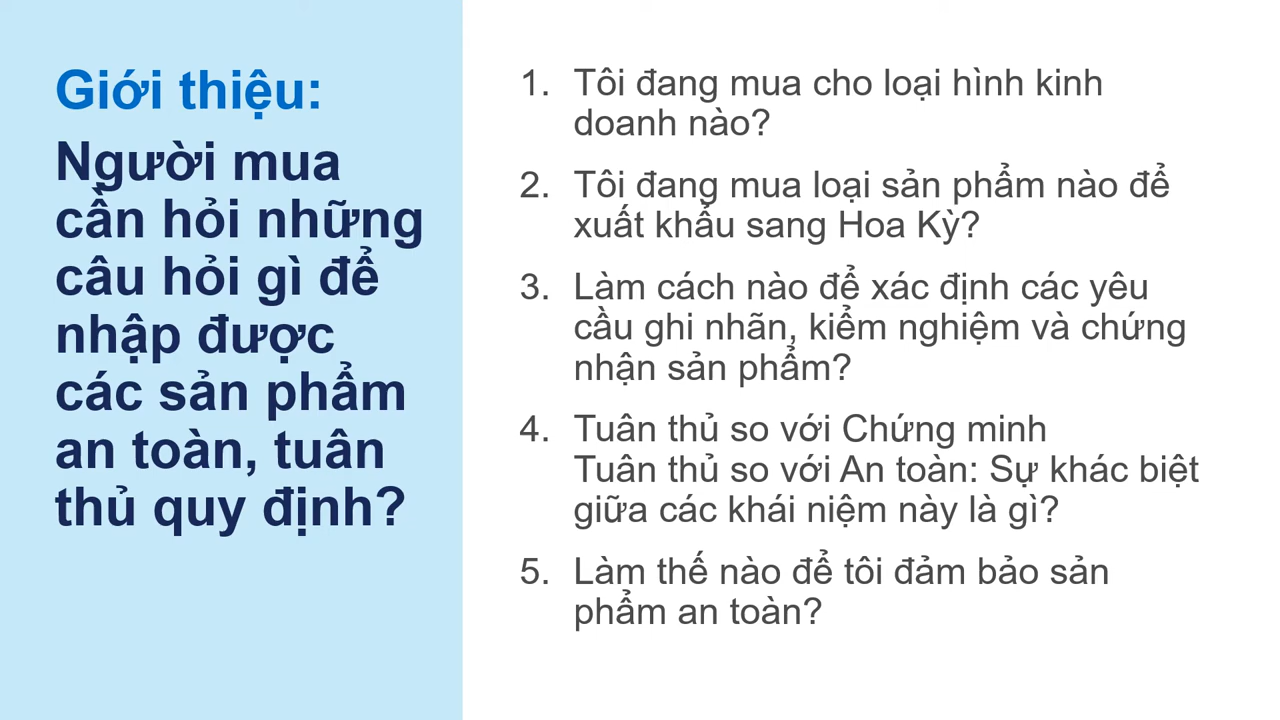 Giới thiệu:
Người mua
cần hỏi những
câu hỏi gì để
nhập được
các sản phẩm
an toàn, tuân
thủ quy định?
1. Tôi đang mua cho loại hình kinh
doanh nào?
2. Tôi đang mua loại sản phẩm nào để
xuất khẩu sang Hoa Kỳ?
3. Làm cách nào để xác định các yêu
cầu ghi nhãn, kiểm nghiệm và chứng
nhận sản phẩm?
4. Tuân thủ so với Chứng minh
Tuân thủ so với An toàn: Sự khác biệt
giữa các khái niệm này là gì?
5. Làm thế nào để tôi đảm bảo sản
phẩm an toàn?